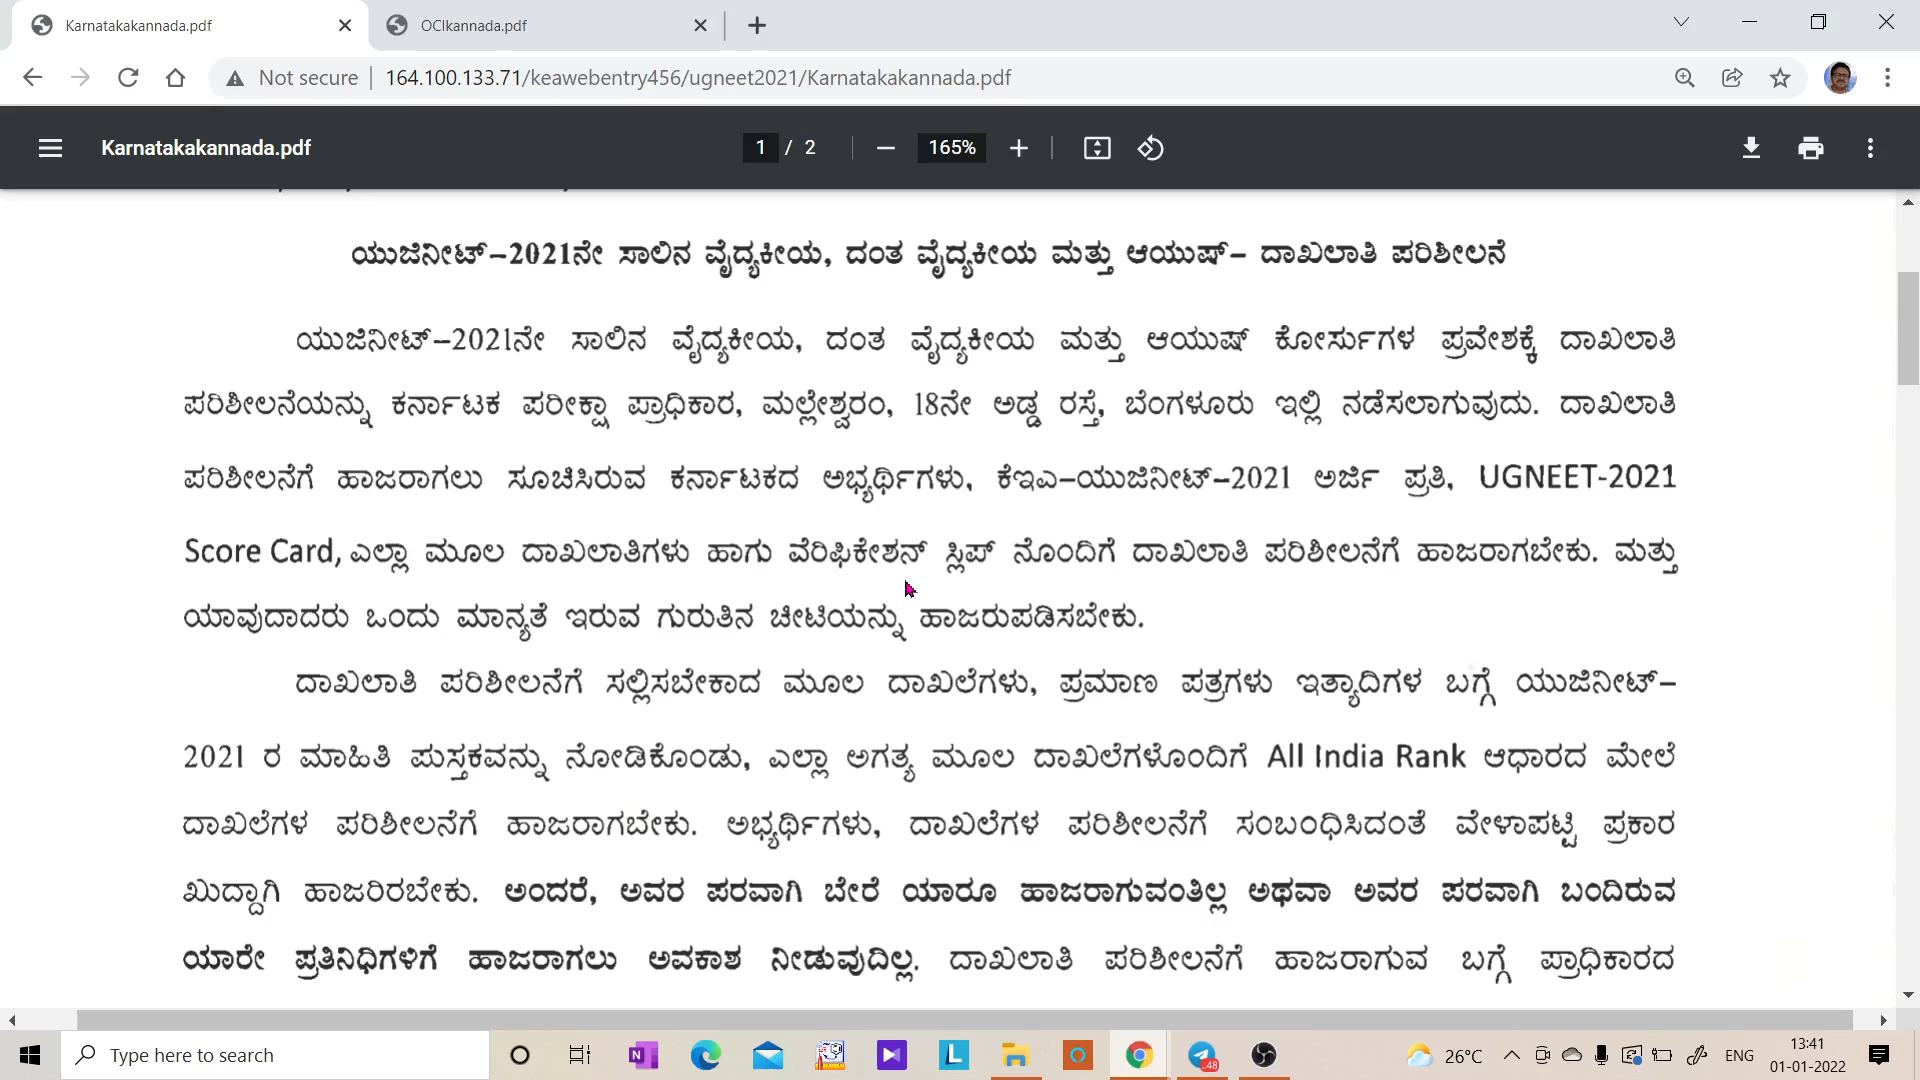 Karnatakakannada.pdf
OCIkannada.pdf
Not secure
164.100.133.71/keawebentry456/ugneet2021/Karnatakakannada.pdf
Karnatakakannada.pdf
1 / 2
165%
ಯುಜಿನೀಟ್–2021ನೇ ಸಾಲಿನ ವೈದ್ಯಕೀಯ, ದಂತ ವೈದ್ಯಕೀಯ ಮತ್ತು ಆಯುಷ್– ದಾಖಲಾತಿ ಪರಿಶೀಲನೆ
ಯುಜಿನೀಟ್–2021ನೇ ಸಾಲಿನ ವೈದ್ಯಕೀಯ, ದಂತ ವೈದ್ಯಕೀಯ ಮತ್ತು ಆಯುಷ್ ಕೋರ್ಸುಗಳ ಪ್ರವೇಶಕ್ಕೆ ದಾಖಲಾತಿ
ಪರಿಶೀಲನೆಯನ್ನು ಕರ್ನಾಟಕ ಪರೀಕ್ಷಾ ಪ್ರಾಧಿಕಾರ, ಮಲ್ಲೇಶ್ವರಂ, 18ನೇ ಅಡ್ಡ ರಸ್ತೆ, ಬೆಂಗಳೂರು ಇಲ್ಲಿ ನಡೆಸಲಾಗುವುದು. ದಾಖಲಾತಿ
ಪರಿಶೀಲನೆಗೆ ಹಾಜರಾಗಲು ಸೂಚಿಸಿರುವ ಕರ್ನಾಟಕದ ಅಭ್ಯರ್ಥಿಗಳು, ಕೆಇಎ–ಯುಜಿನೀಟ್–2021 ಅರ್ಜಿ ಪ್ರತಿ, UGNEET-2021
Score Card, ಎಲ್ಲಾ ಮೂಲ ದಾಖಲಾತಿಗಳು ಹಾಗು ವೆರಿಫಿಕೇಶನ್ ಸ್ಲಿಪ್ ನೊಂದಿಗೆ ದಾಖಲಾತಿ ಪರಿಶೀಲನೆಗೆ ಹಾಜರಾಗಬೇಕು. ಮತ್ತು
ಯಾವುದಾದರು ಒಂದು ಮಾನ್ಯತೆ ಇರುವ ಗುರುತಿನ ಚೀಟಿಯನ್ನು ಹಾಜರುಪಡಿಸಬೇಕು.
ದಾಖಲಾತಿ ಪರಿಶೀಲನೆಗೆ ಸಲ್ಲಿಸಬೇಕಾದ ಮೂಲ ದಾಖಲೆಗಳು, ಪ್ರಮಾಣ ಪತ್ರಗಳು ಇತ್ಯಾದಿಗಳ ಬಗ್ಗೆ ಯುಜಿನೀಟ್–
2021 ರ ಮಾಹಿತಿ ಪುಸ್ತಕವನ್ನು ನೋಡಿಕೊಂಡು, ಎಲ್ಲಾ ಅಗತ್ಯ ಮೂಲ ದಾಖಲೆಗಳೊಂದಿಗೆ All India Rank ಆಧಾರದ ಮೇಲೆ
ದಾಖಲೆಗಳ ಪರಿಶೀಲನೆಗೆ ಹಾಜರಾಗಬೇಕು. ಅಭ್ಯರ್ಥಿಗಳು, ದಾಖಲೆಗಳ ಪರಿಶೀಲನೆಗೆ ಸಂಬಂಧಿಸಿದಂತೆ ವೇಳಾಪಟ್ಟಿ ಪ್ರಕಾರ
ಖುದ್ದಾಗಿ ಹಾಜರಿರಬೇಕು. ಅಂದರೆ, ಅವರ ಪರವಾಗಿ ಬೇರೆ ಯಾರೂ ಹಾಜರಾಗುವಂತಿಲ್ಲ ಅಥವಾ ಅವರ ಪರವಾಗಿ ಬಂದಿರುವ
ಯಾರೇ ಪ್ರತಿನಿಧಿಗಳಿಗೆ ಹಾಜರಾಗಲು ಅವಕಾಶ ನೀಡುವುದಿಲ್ಲ. ದಾಖಲಾತಿ ಪರಿಶೀಲನೆಗೆ ಹಾಜರಾಗುವ ಬಗ್ಗೆ ಪ್ರಾಧಿಕಾರದ
Type here to search
26°C
ENG
13:41
01-01-2022